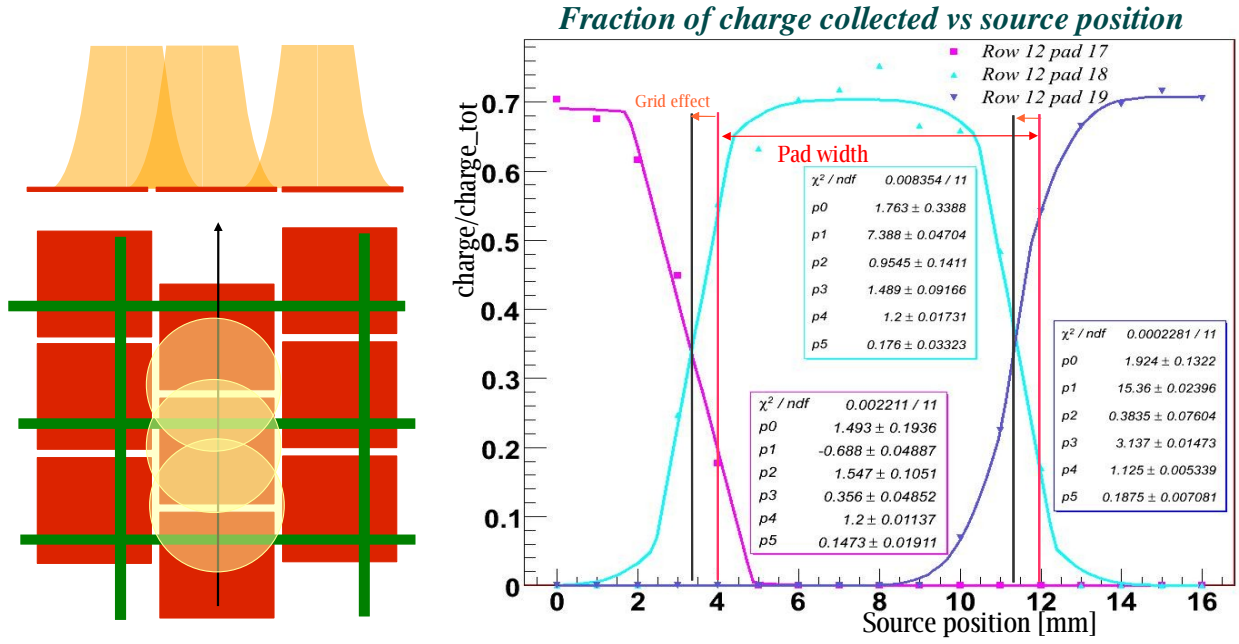 Fraction of charge collected vs source position
Row 12 pad 17
Row 12 pad 18
Row 12 pad 19
Grid effect
Pad width
charge/charge_tot
0.7
0.6
0.5
0.4
0.3
0.2
0.1
0
χ² / ndf 0.008354 / 11
p0 1.763 ± 0.3388
p1 7.388 ± 0.04704
p2 0.9545 ± 0.1411
p3 1.489 ± 0.09166
p4 1.2 ± 0.01731
p5 0.176 ± 0.03323
χ² / ndf 0.002211 / 11
p0 1.493 ± 0.1936
p1 -0.688 ± 0.04887
p2 1.547 ± 0.1051
p3 0.356 ± 0.04852
p4 1.2 ± 0.01137
p5 0.1473 ± 0.01911
χ² / ndf 0.0002281 / 11
p0 1.924 ± 0.1322
p1 15.36 ± 0.02396
p2 0.3835 ± 0.07604
p3 3.137 ± 0.01473
p4 1.125 ± 0.005339
p5 0.1875 ± 0.007081
0 2 4 6 8 10 12 14 16
Source position [mm]